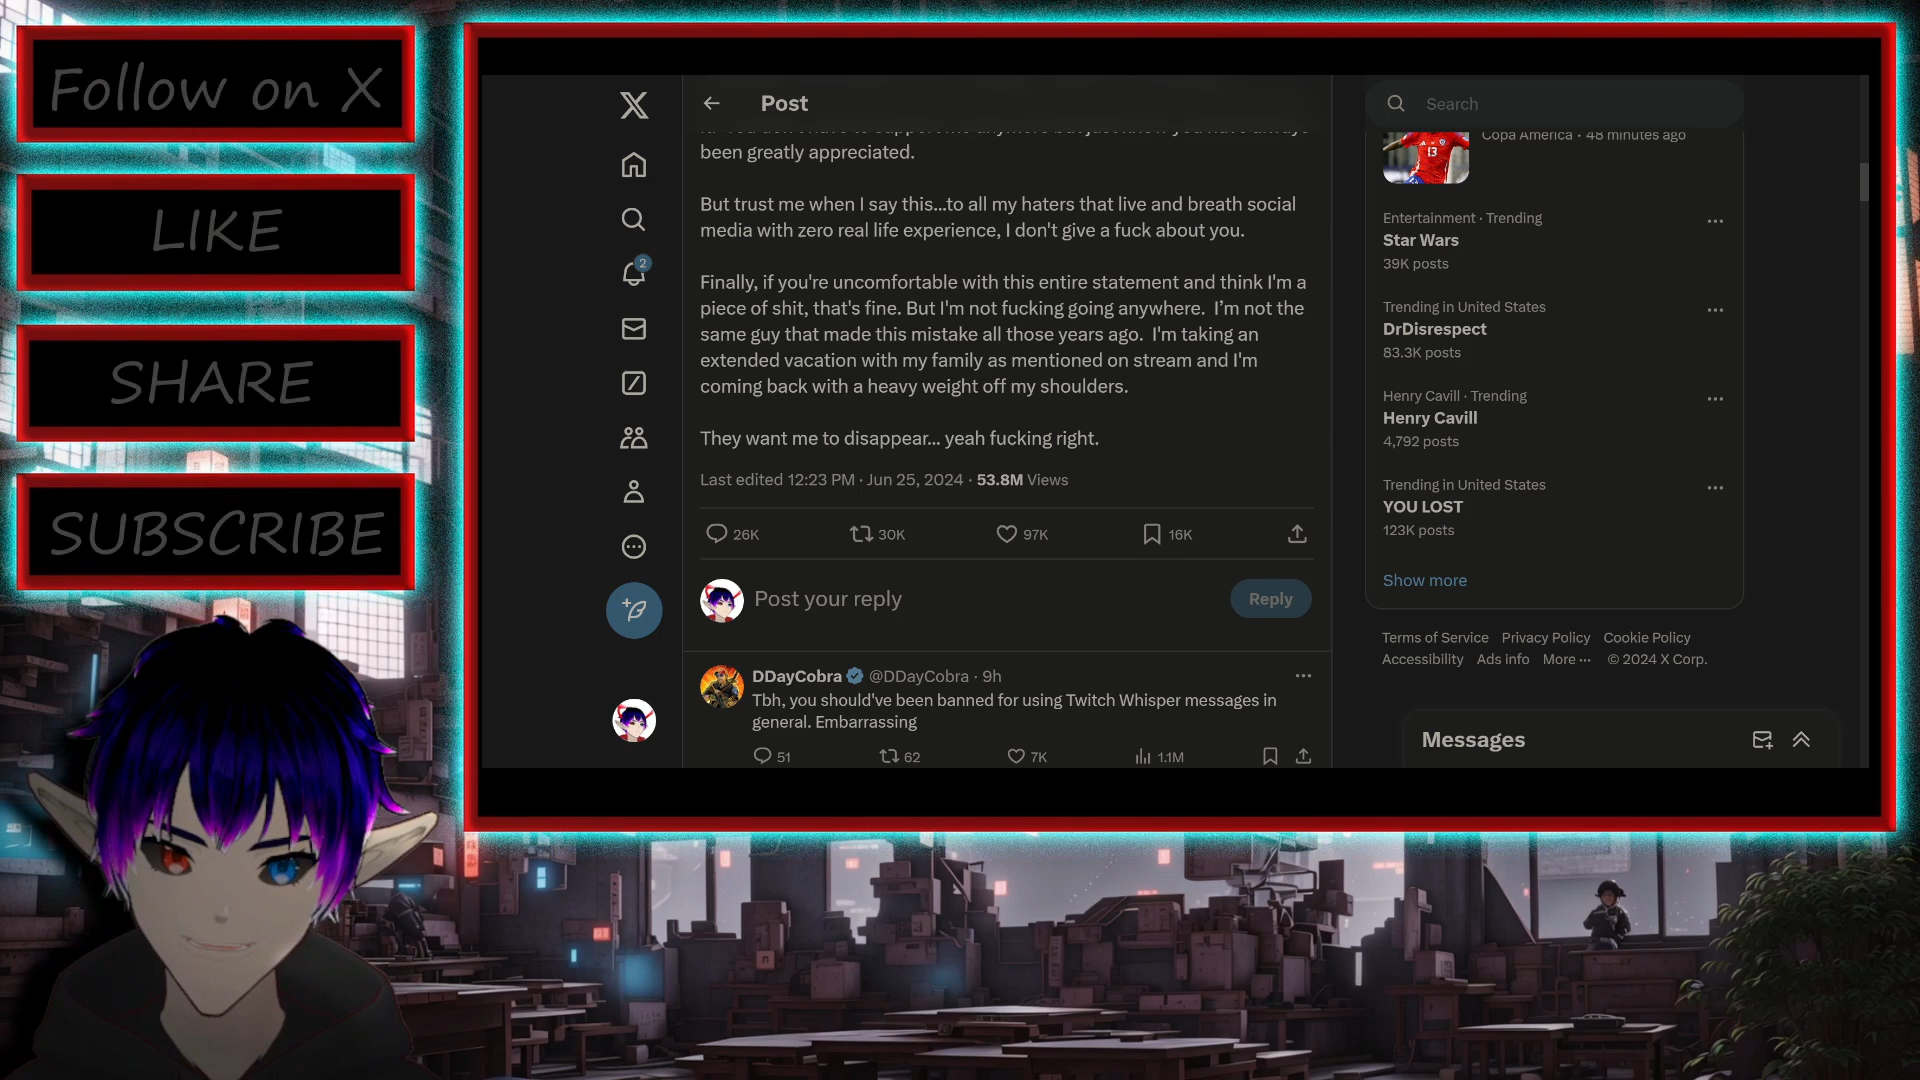 Follow on X
LIKE
SHARE
SUBSCRIBE
Post
been greatly appreciated.
But trust me when I say this...to all my haters that live and breath social
media with zero real life experience, I don't give a fuck about you.
Finally, if you're uncomfortable with this entire statement and think I'm a
piece of shit, that's fine. But I'm not fucking going anywhere.  I’m not the
same guy that made this mistake all those years ago.  I'm taking an
extended vacation with my family as mentioned on stream and I'm
coming back with a heavy weight off my shoulders.
They want me to disappear... yeah fucking right.
Last edited 12:23 PM · Jun 25, 2024 · 53.8M Views
26K 30K 97K 16K
Post your reply
Reply
DDayCobra @DDayCobra · 9h
Tbh, you should've been banned for using Twitch Whisper messages in
general. Embarrassing
51 62 7K 1.1M
2
Search
Copa América · 48 minutes ago
13
Entertainment · Trending
Star Wars
39K posts
Trending in United States
DrDisrespect
83.3K posts
Henry Cavill · Trending
Henry Cavill
4,792 posts
Trending in United States
YOU LOST
123K posts
Show more
Terms of Service Privacy Policy Cookie Policy
Accessibility Ads info More ··· © 2024 X Corp.
Messages